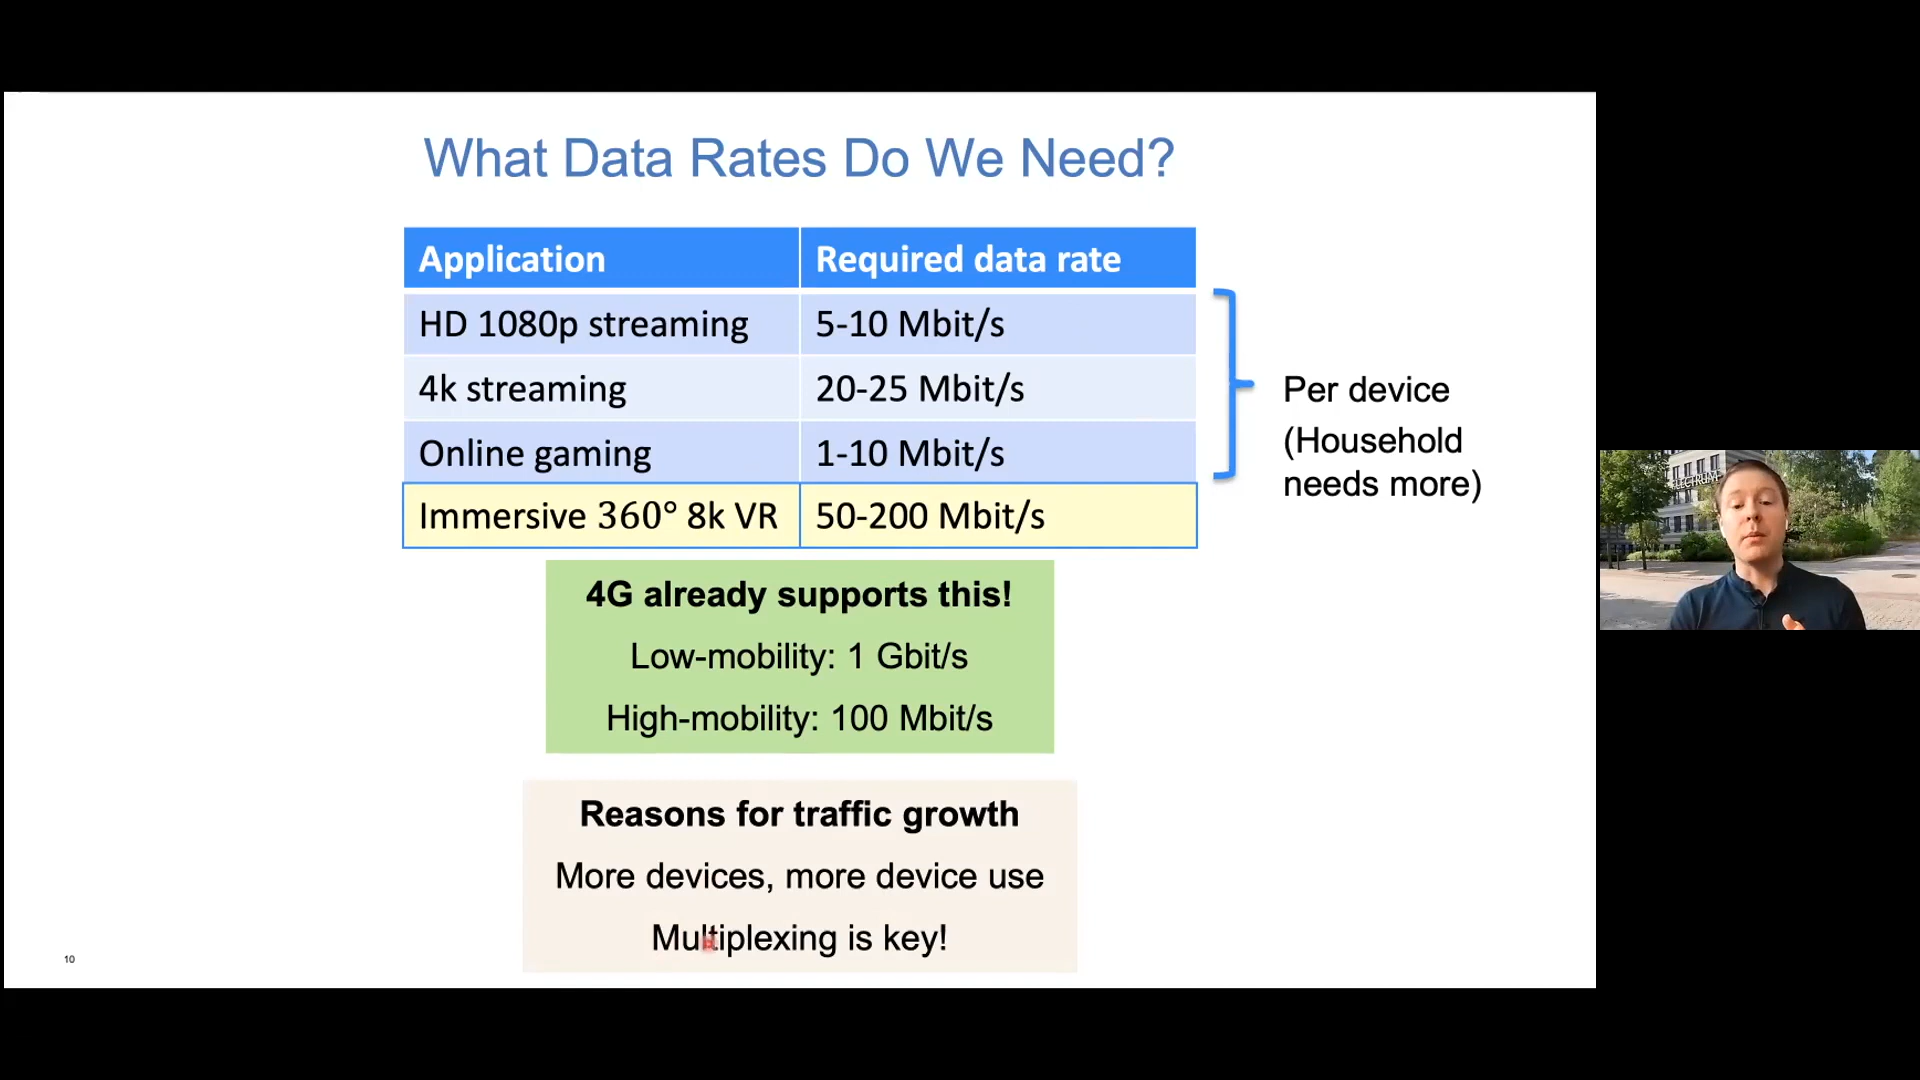 What Data Rates Do We Need?
Application Required data rate
HD 1080p streaming 5-10 Mbit/s
4k streaming 20-25 Mbit/s
Online gaming 1-10 Mbit/s
Immersive 360° 8k VR 50-200 Mbit/s
Per device
(Household
needs more)
4G already supports this!
Low-mobility: 1 Gbit/s
High-mobility: 100 Mbit/s
Reasons for traffic growth
More devices, more device use
Multiplexing is key!
10